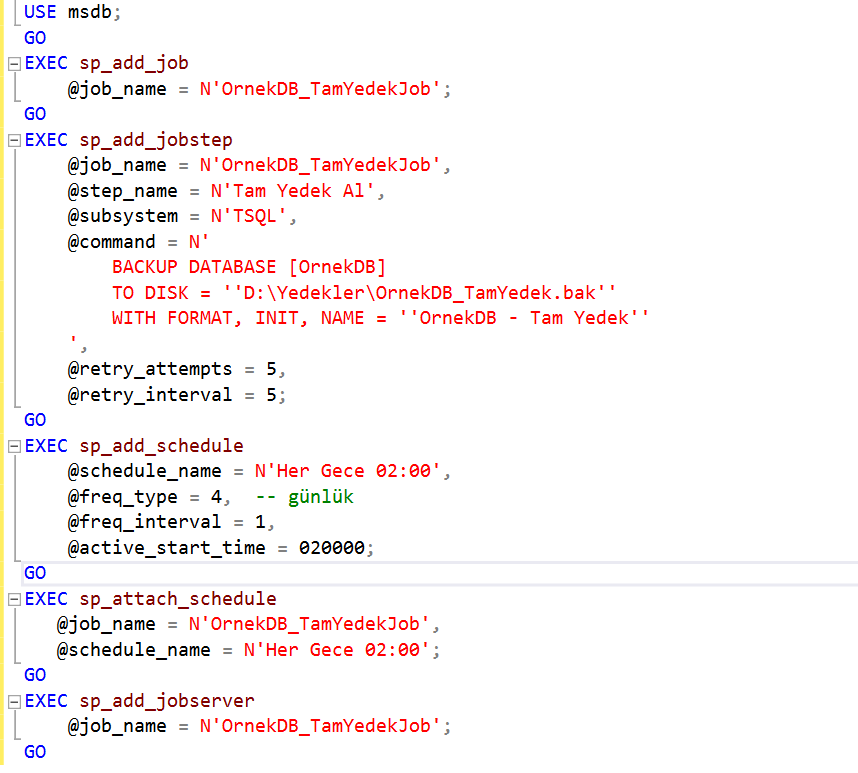 USE msdb;
GO
EXEC sp_add_job
    @job_name = N'OrnekDB_TamYedekJob';
GO
EXEC sp_add_jobstep
    @job_name = N'OrnekDB_TamYedekJob',
    @step_name = N'Tam Yedek Al',
    @subsystem = N'TSQL',
    @command = N'
        BACKUP DATABASE [OrnekDB]
        TO DISK = ''D:\Yedekler\OrnekDB_TamYedek.bak''
        WITH FORMAT, INIT, NAME = ''OrnekDB - Tam Yedek''
    ',
    @retry_attempts = 5,
    @retry_interval = 5;
GO
EXEC sp_add_schedule
    @schedule_name = N'Her Gece 02:00',
    @freq_type = 4,  -- günlük
    @freq_interval = 1,
    @active_start_time = 020000;
GO
EXEC sp_attach_schedule
   @job_name = N'OrnekDB_TamYedekJob',
   @schedule_name = N'Her Gece 02:00';
GO
EXEC sp_add_jobserver
    @job_name = N'OrnekDB_TamYedekJob';
GO